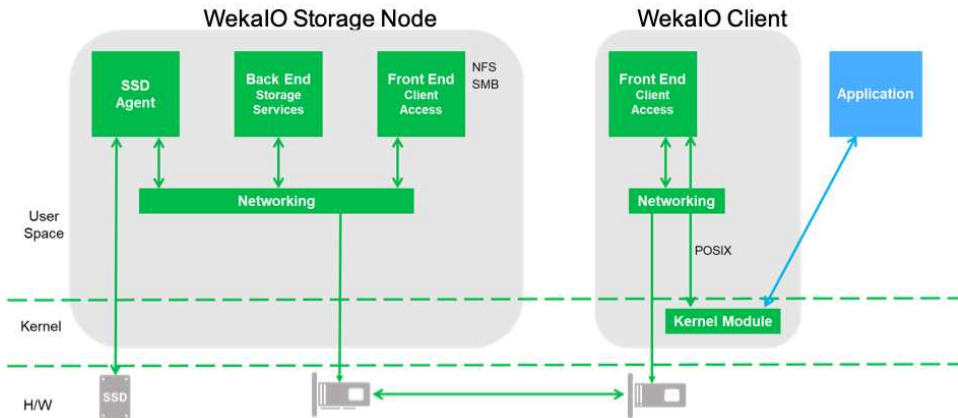 WekaIO Storage Node
WekaIO Client
SSD
Agent
Back End
Storage
Services
Front End
Client
Access
NFS
SMB
Front End
Client
Access
Application
Networking
Networking
User
Space
POSIX
Kernel
Kernel Module
SSD
H/W